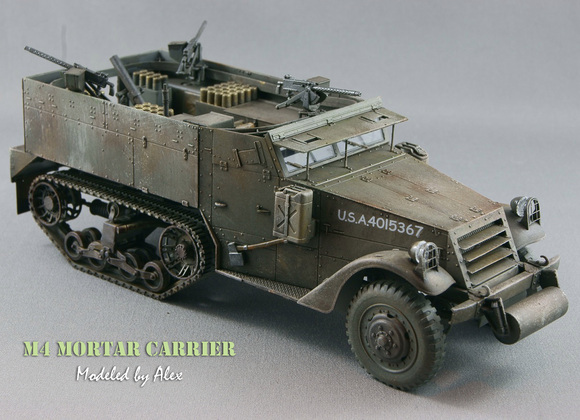 U.S.A.4015367
M4 MORTAR CARRIER
Modeled by Alex